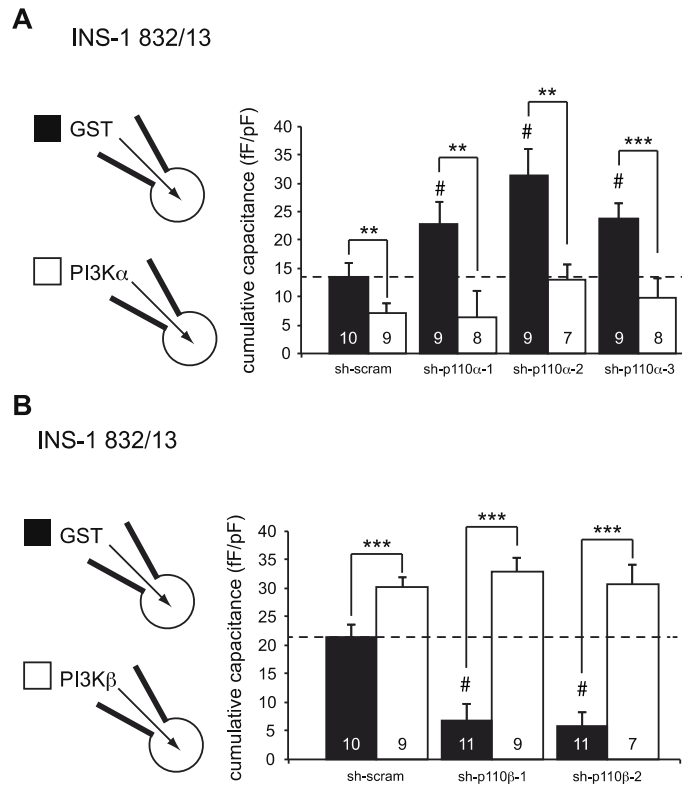 A
INS-1 832/13
GST
PI3Kα
cumulative capacitance (fF/pF)
40
35
30
25
20
15
10
5
0
** # ** # ** # ***
10 9 9 8 9 7 9 8
sh-scram sh-p110α-1 sh-p110α-2 sh-p110α-3
B
INS-1 832/13
GST
PI3Kβ
cumulative capacitance (fF/pF)
40
35
30
25
20
15
10
5
0
*** *** ***
# #
10 9 11 9 11 7
sh-scram sh-p110β-1 sh-p110β-2